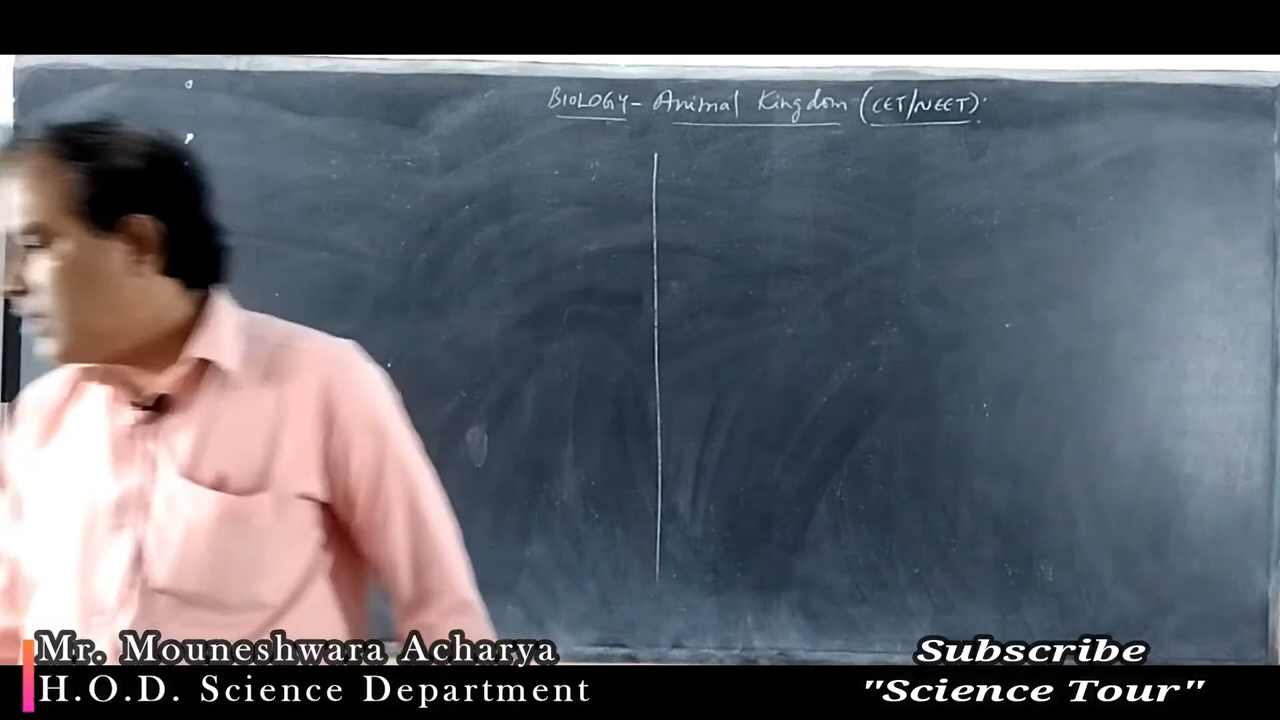 BIOLOGY - Animal Kingdom (CET/NEET).
Mr. Mouneshwara Acharya
H.O.D. Science Department
Subscribe
"Science Tour"